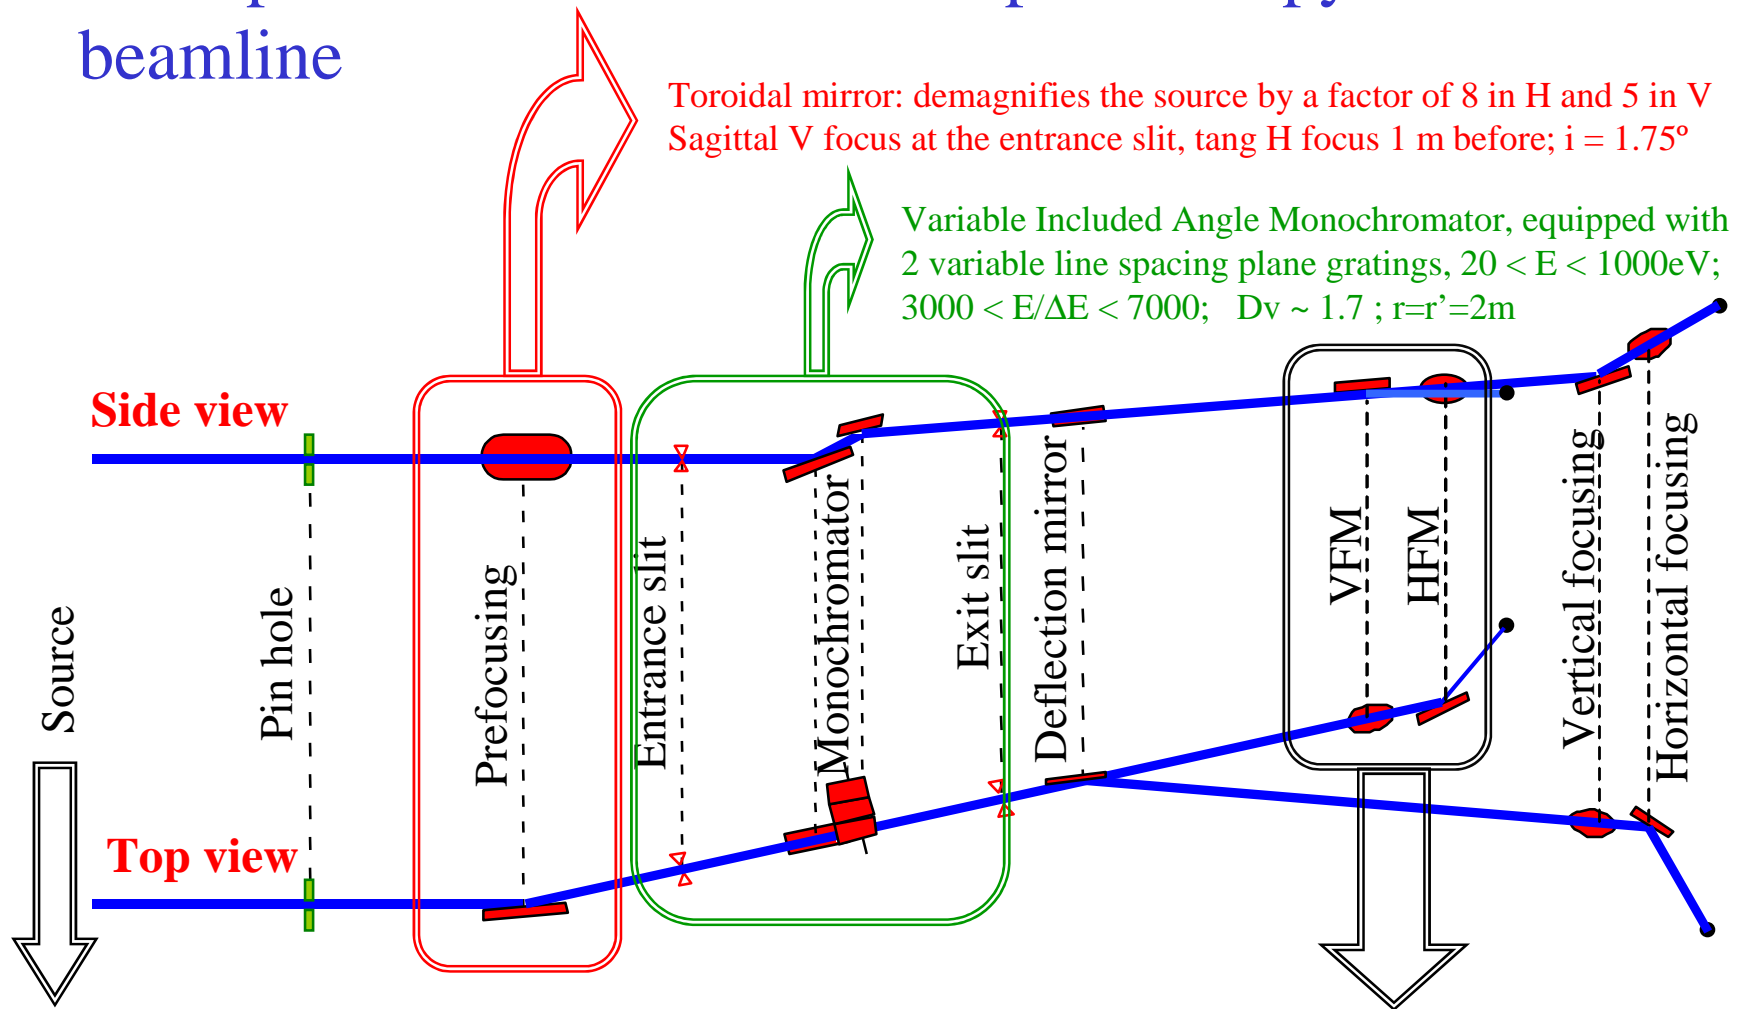 beamline
Toroidal mirror: demagnifies the source by a factor of 8 in H and 5 in V
Sagittal V focus at the entrance slit, tang H focus 1 m before; i = 1.75º
Variable Included Angle Monochromator, equipped with
2 variable line spacing plane gratings, 20 < E < 1000eV;
3000 < E/ΔE < 7000; Dv ~ 1.7 ; r=r’=2m
Side view
Source
Pin hole
Prefocusing
Entrance slit
Monochromator
Exit slit
Deflection mirror
VFM
HFM
Vertical focusing
Horizontal focusing
Top view